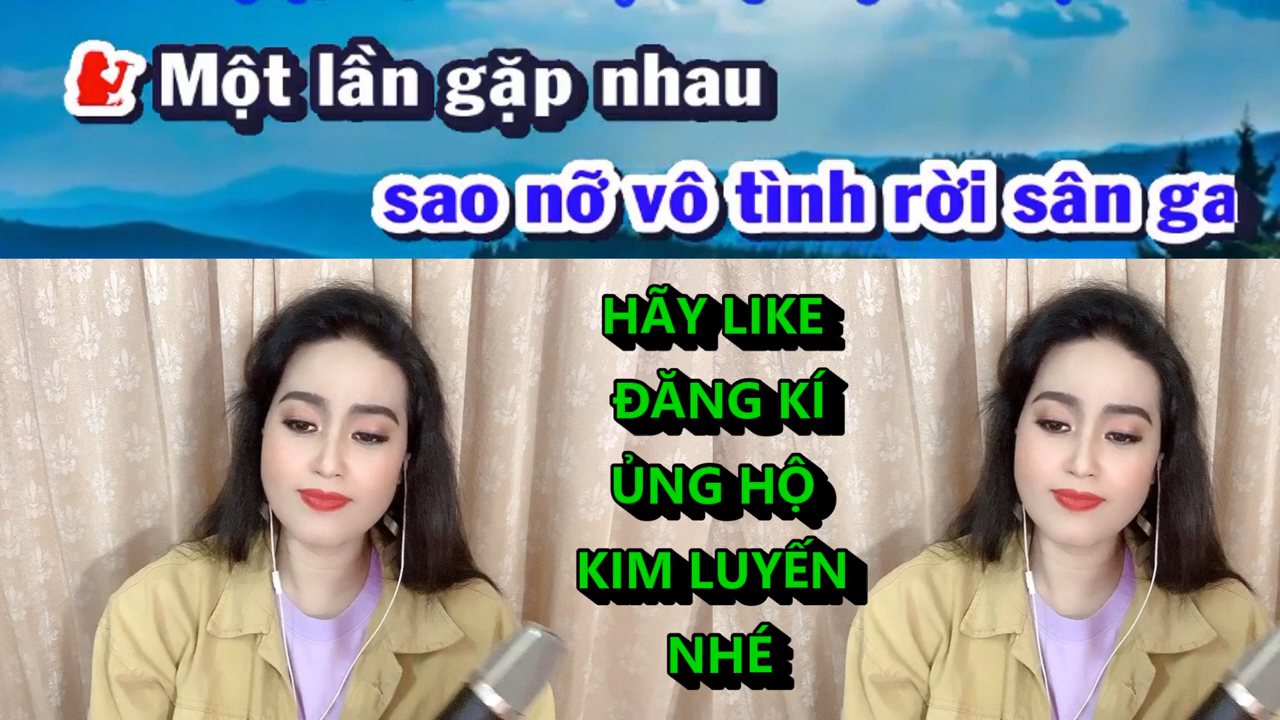 Một lần gặp nhau
sao nỡ vô tình rời sân ga
HÃY LIKE
ĐĂNG KÍ
ỦNG HỘ
KIM LUYẾN
NHÉ